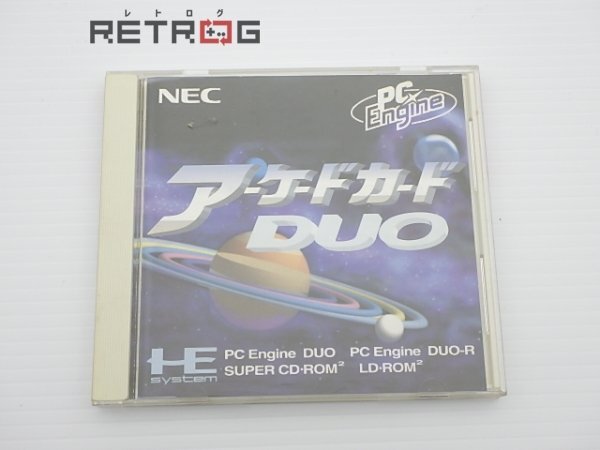 レトログ
RETROG
NEC
PC Engine
アーケードカード
DUO
HE system
PC Engine DUO PC Engine DUO-R
SUPER CD・ROM² LD・ROM²